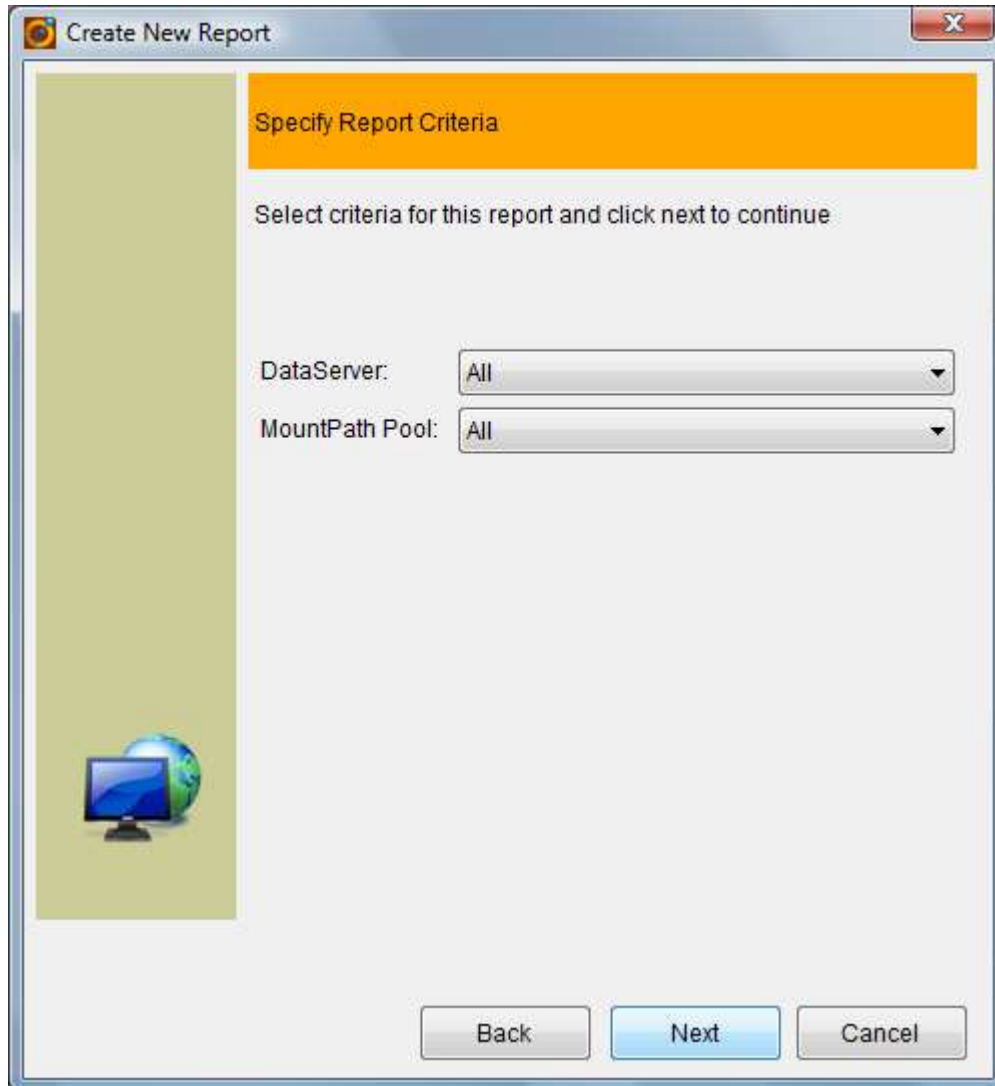 Create New Report
Specify Report Criteria
Select criteria for this report and click next to continue
DataServer: All
MountPath Pool: All
Back Next Cancel